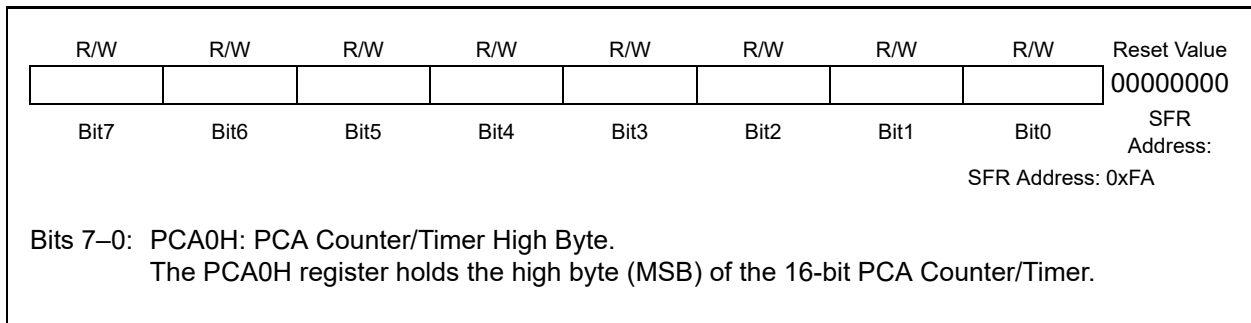 R/W R/W R/W R/W R/W R/W R/W R/W Reset Value
00000000
Bit7 Bit6 Bit5 Bit4 Bit3 Bit2 Bit1 Bit0 SFR
Address:
SFR Address: 0xFA
Bits 7–0: PCA0H: PCA Counter/Timer High Byte.
The PCA0H register holds the high byte (MSB) of the 16-bit PCA Counter/Timer.